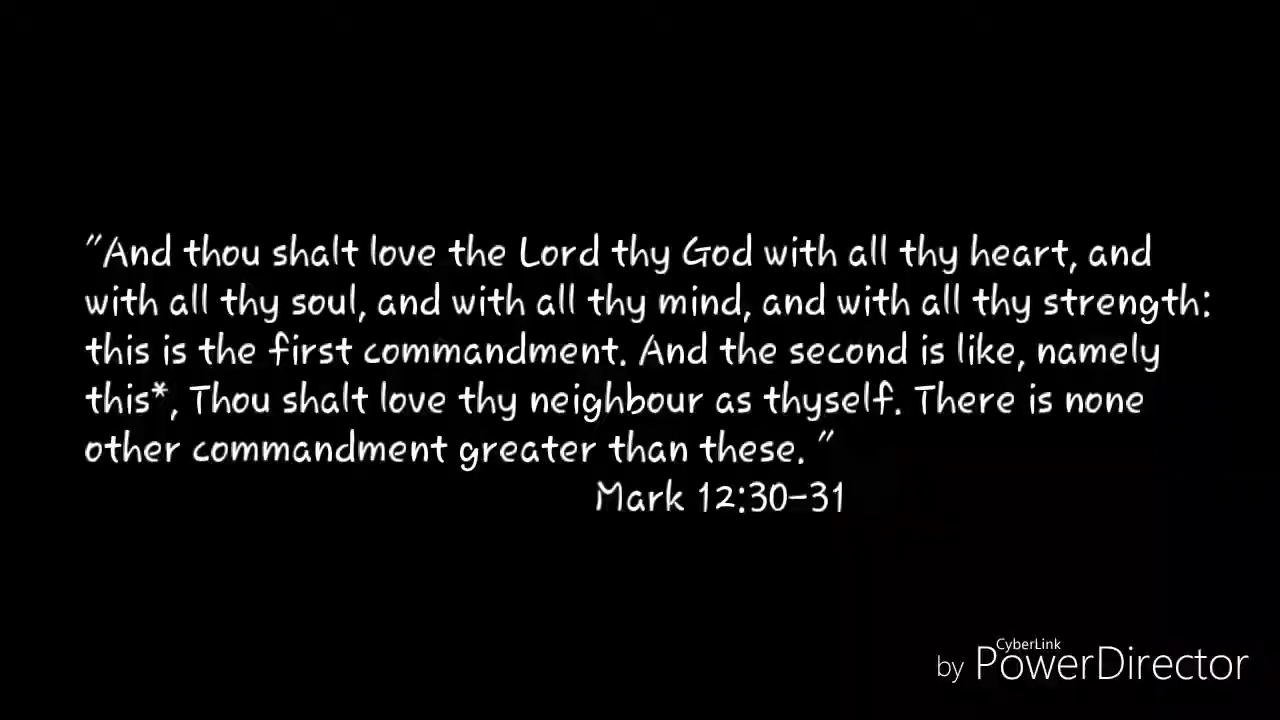 "And thou shalt love the Lord thy God with all thy heart, and
with all thy soul, and with all thy mind, and with all thy strength:
this is the first commandment. And the second is like, namely
this*, Thou shalt love thy neighbour as thyself. There is none
other commandment greater than these. "
Mark 12:30-31
CyberLink
by PowerDirector